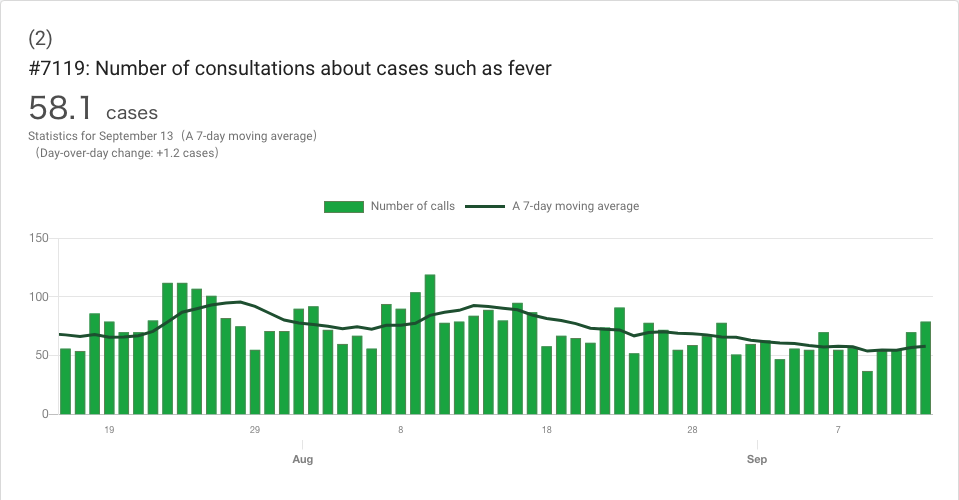 (2)
#7119: Number of consultations about cases such as fever
58.1 cases
Statistics for September 13（A 7-day moving average）
（Day-over-day change: +1.2 cases）
Number of calls A 7-day moving average
150
100
50
0
19 29 8 18 28 7
Aug Sep